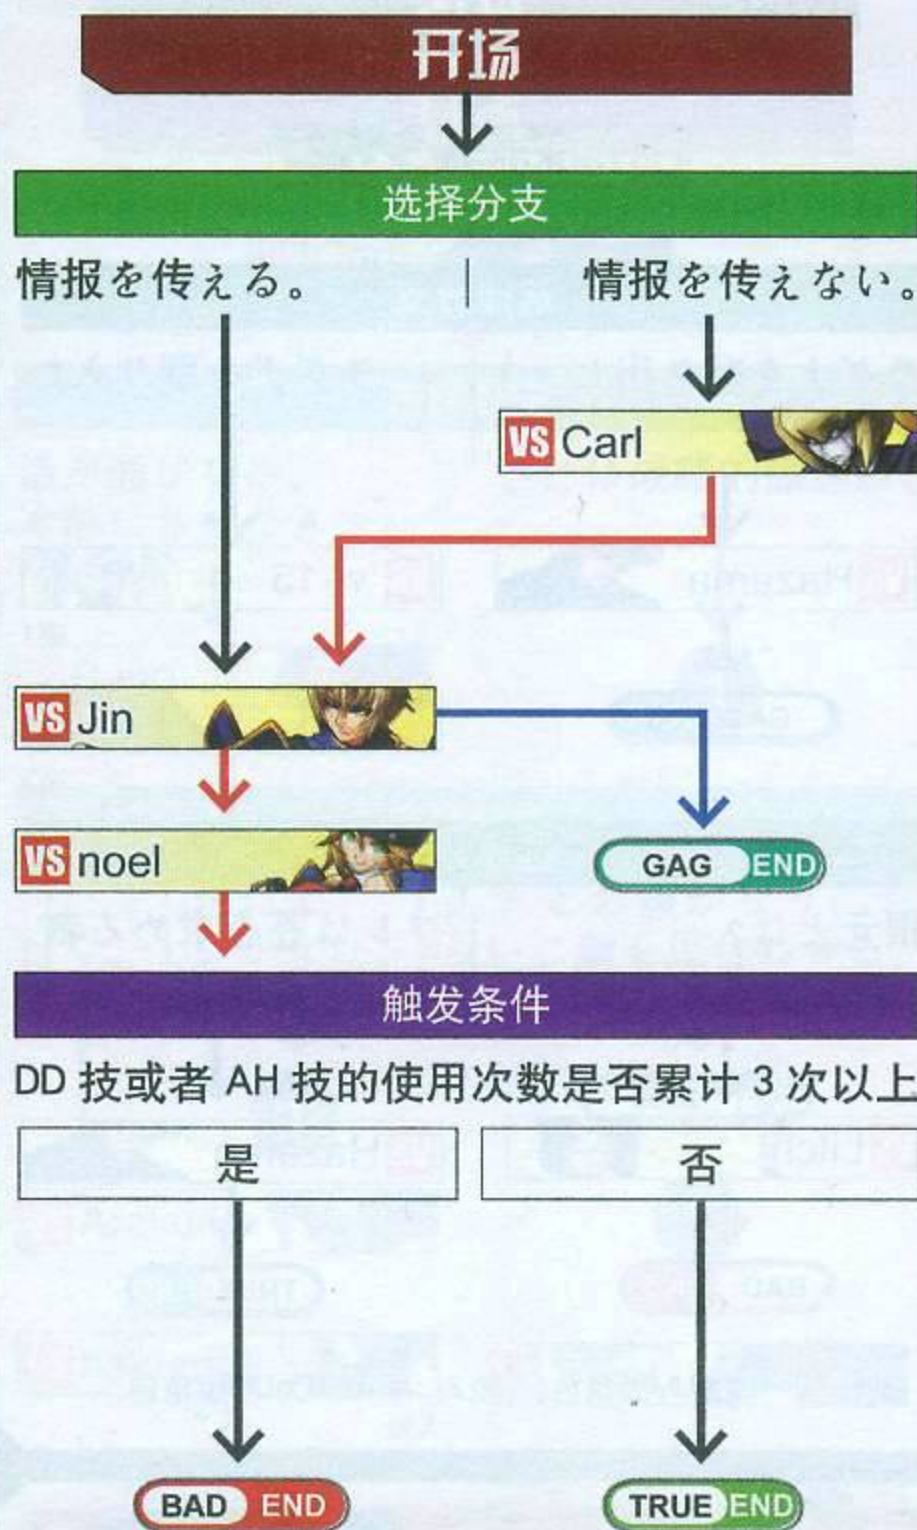 开场
选择分支
情报を传える。 | 情报を传えない。
VS Carl
VS Jin
VS noel
GAG END
触发条件
DD 技或者 AH 技的使用次数是否累计 3 次以上
是 否
BAD END TRUE END